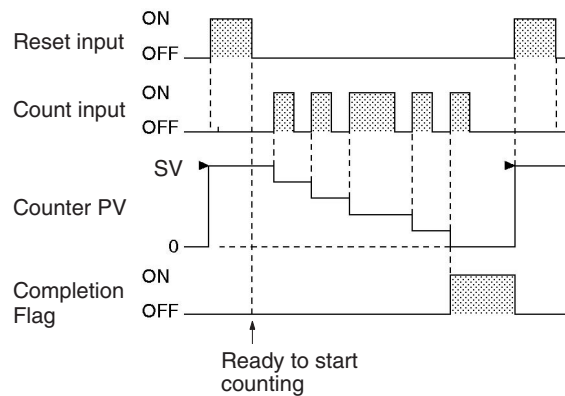 ON
Reset input
OFF
ON
Count input
OFF
SV
Counter PV
0
ON
Completion
Flag
OFF
Ready to start
counting